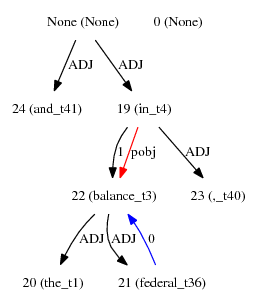 None (None) 0 (None)
ADJ ADJ
24 (and_t41) 19 (in_t4)
1 pobj ADJ
22 (balance_t3) 23 (,_t40)
ADJ ADJ 0
20 (the_t1) 21 (federal_t36)